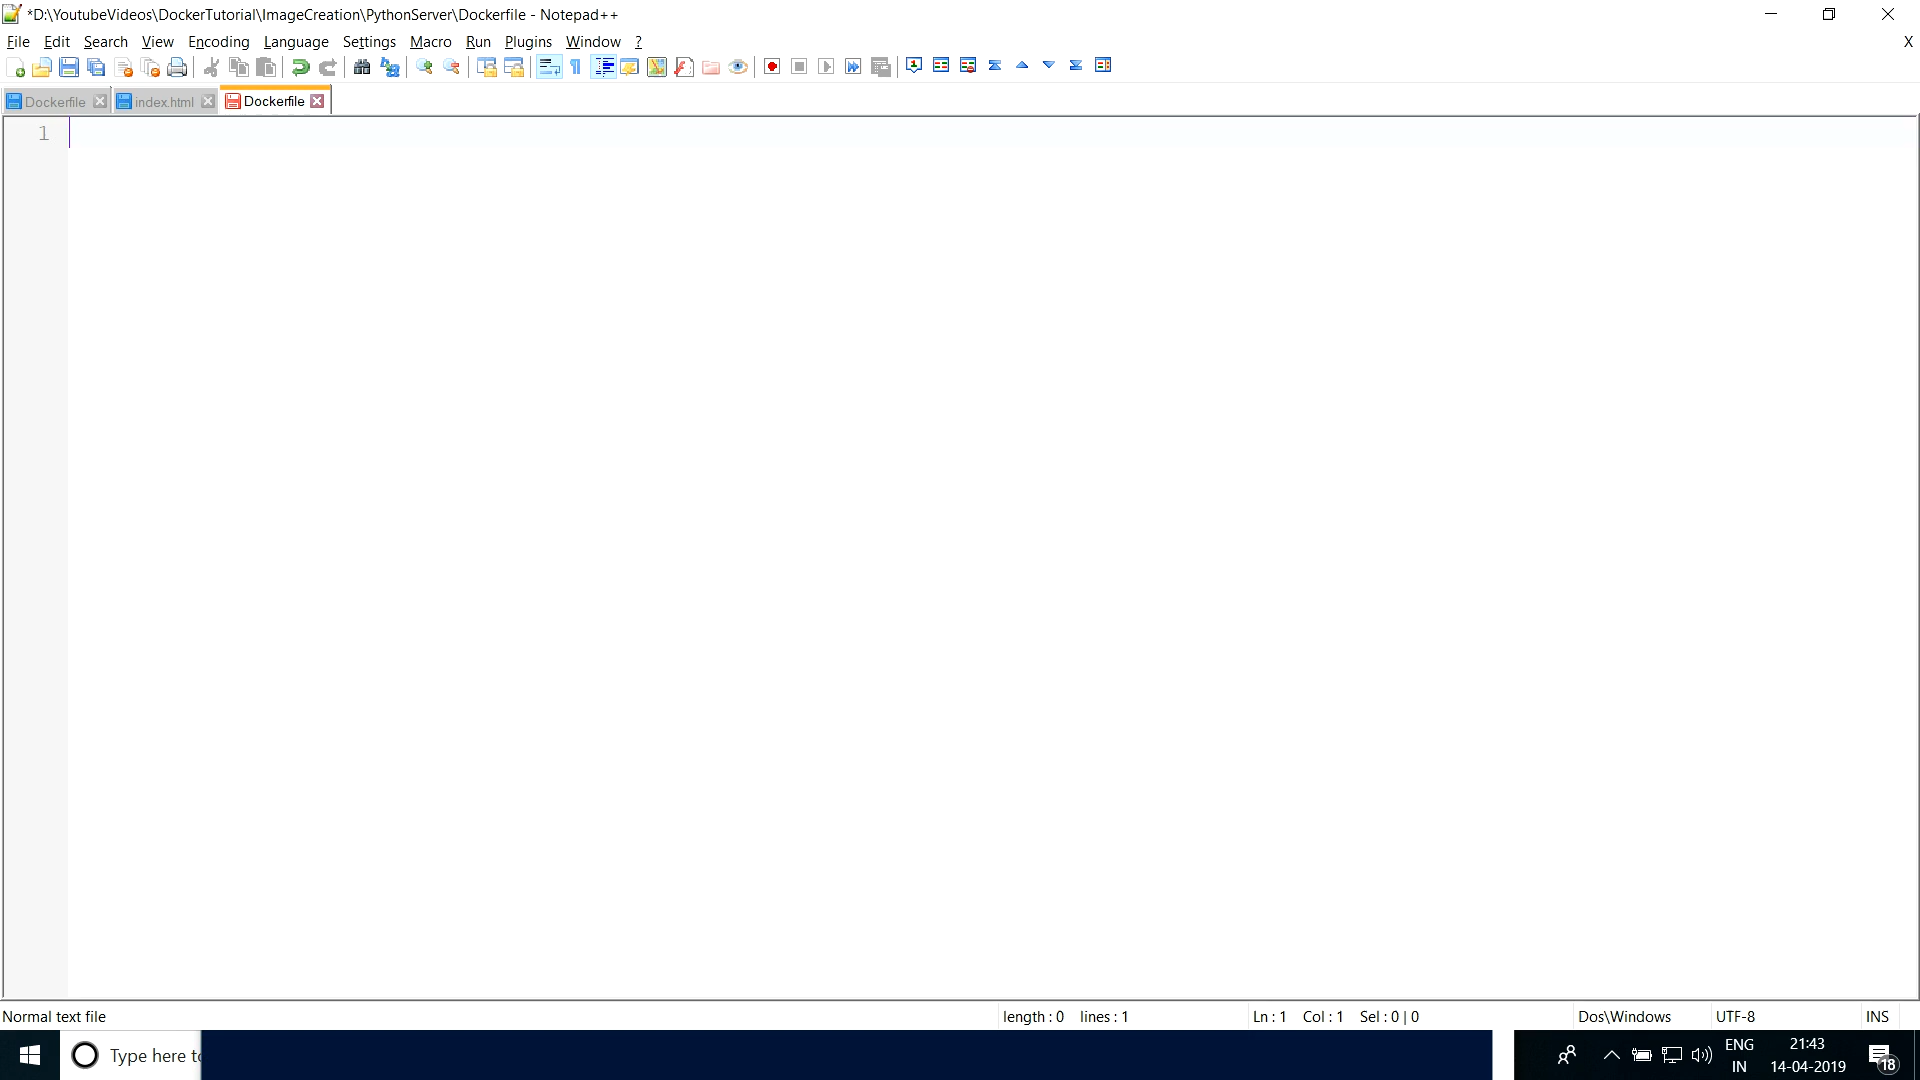 *D:\YoutubeVideos\DockerTutorial\ImageCreation\PythonServer\Dockerfile - Notepad++
File Edit Search View Encoding Language Settings Macro Run Plugins Window ? X
Dockerfile index.html Dockerfile
1
Normal text file length : 0 lines : 1 Ln : 1 Col : 1 Sel : 0 | 0 Dos\Windows UTF-8 INS
Type here to
ENG 21:43
IN 14-04-2019 18